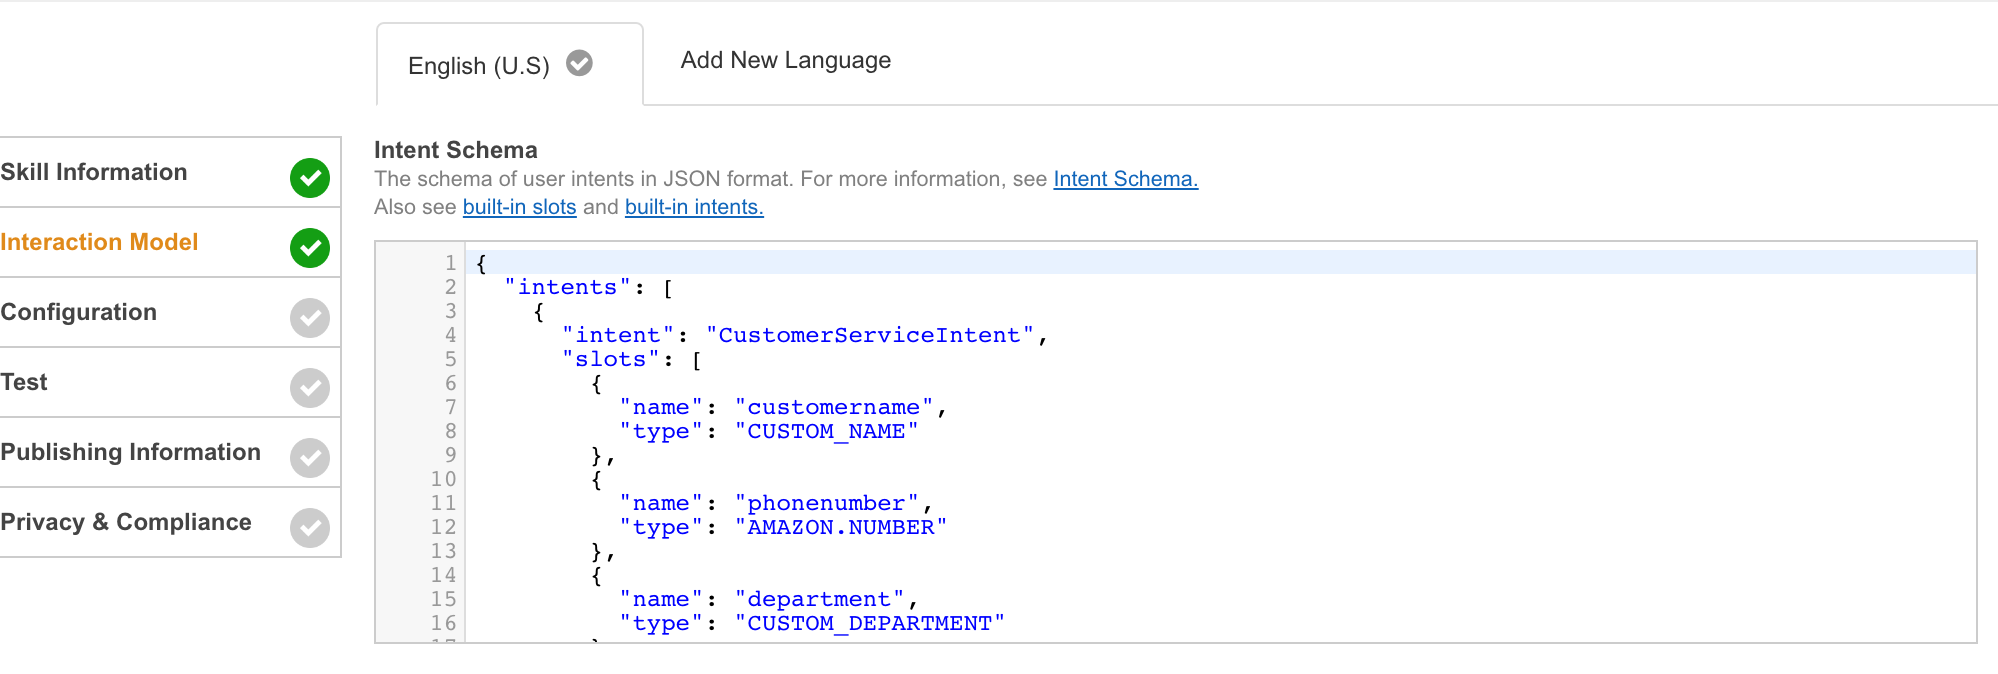 English (U.S)
Add New Language
Skill Information
Interaction Model
Configuration
Test
Publishing Information
Privacy & Compliance
Intent Schema
The schema of user intents in JSON format. For more information, see Intent Schema.
Also see built-in slots and built-in intents.
1 {
2 "intents": [
3 {
4 "intent": "CustomerServiceIntent",
5 "slots": [
6 {
7 "name": "customername",
8 "type": "CUSTOM_NAME"
9 },
10 {
11 "name": "phonenumber",
12 "type": "AMAZON.NUMBER"
13 },
14 {
15 "name": "department",
16 "type": "CUSTOM_DEPARTMENT"